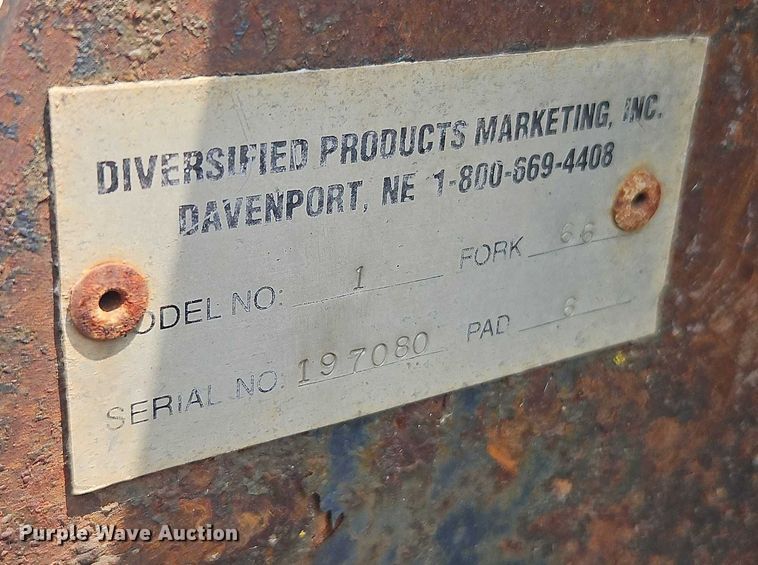 DIVERSIFIED PRODUCTS MARKETING, INC.
DAVENPORT, NE 1-800-669-4408
MODEL NO: 1 FORK 66
SERIAL NO: 197080 PAD 6
Purple Wave Auction